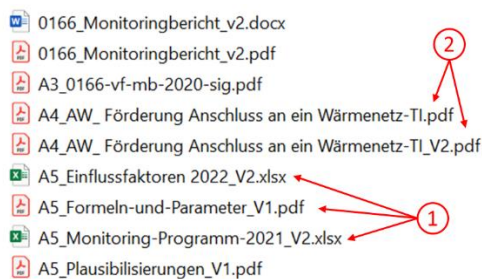 0166_Monitoringbericht_v2.docx
0166_Monitoringbericht_v2.pdf
2
A3_0166-vf-mb-2020-sig.pdf
A4_AW_ Förderung Anschluss an ein Wärmenetz-TI.pdf
A4_AW_ Förderung Anschluss an ein Wärmenetz-TI_V2.pdf
A5_Einflussfaktoren 2022_V2.xlsx
A5_Formeln-und-Parameter_V1.pdf
1
A5_Monitoring-Programm-2021_V2.xlsx
A5_Plausibilisierungen_V1.pdf